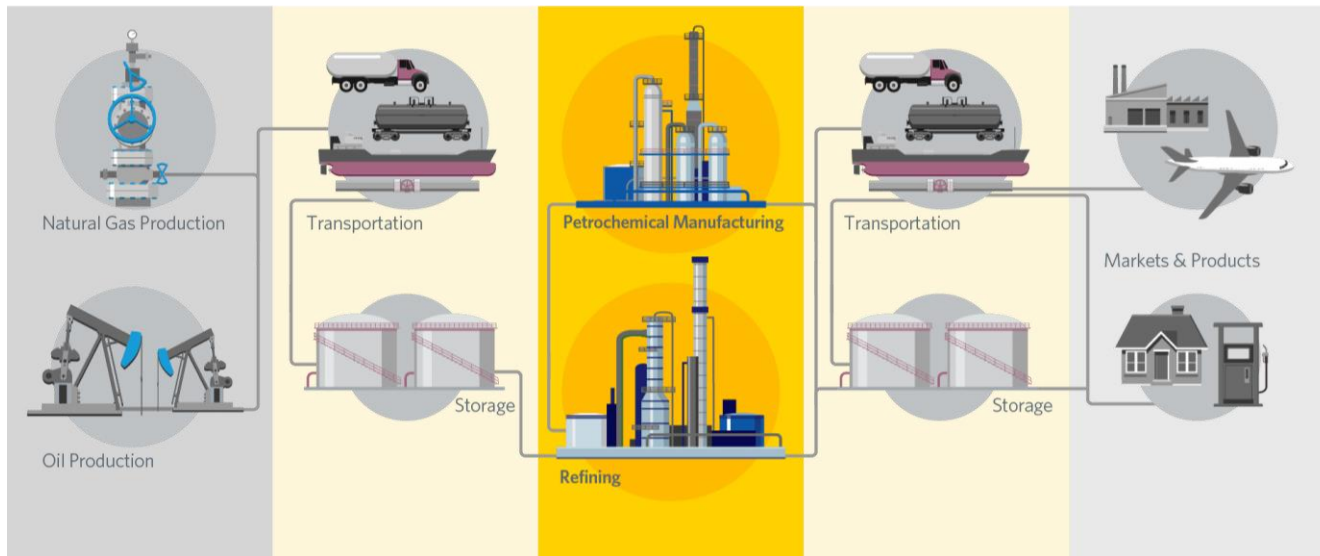 Natural Gas Production
Transportation
Petrochemical Manufacturing
Transportation
Markets & Products
Storage
Storage
Oil Production
Refining